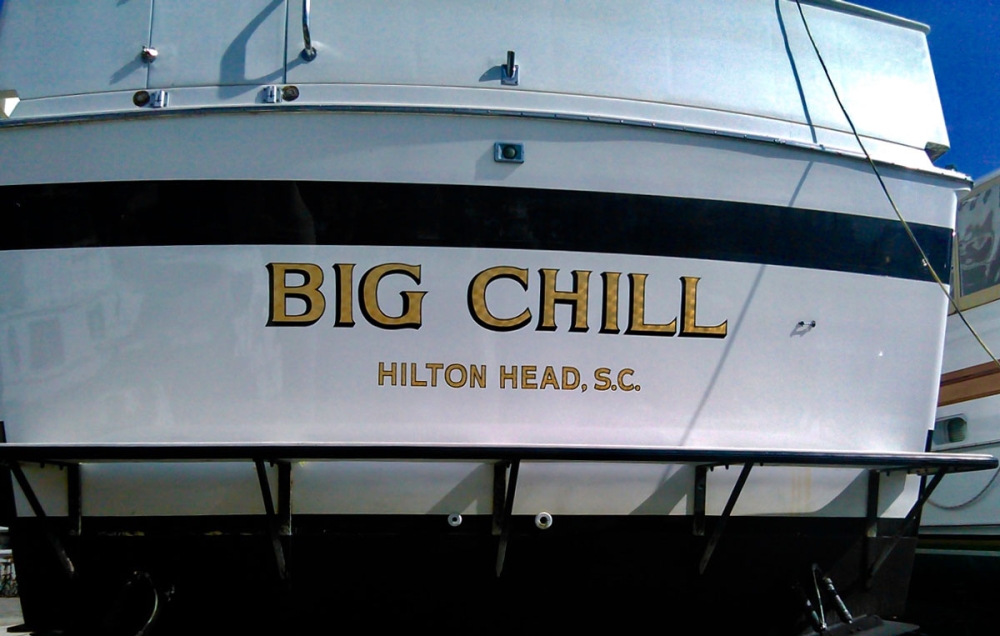 BIG CHILL
HILTON HEAD, S.C.